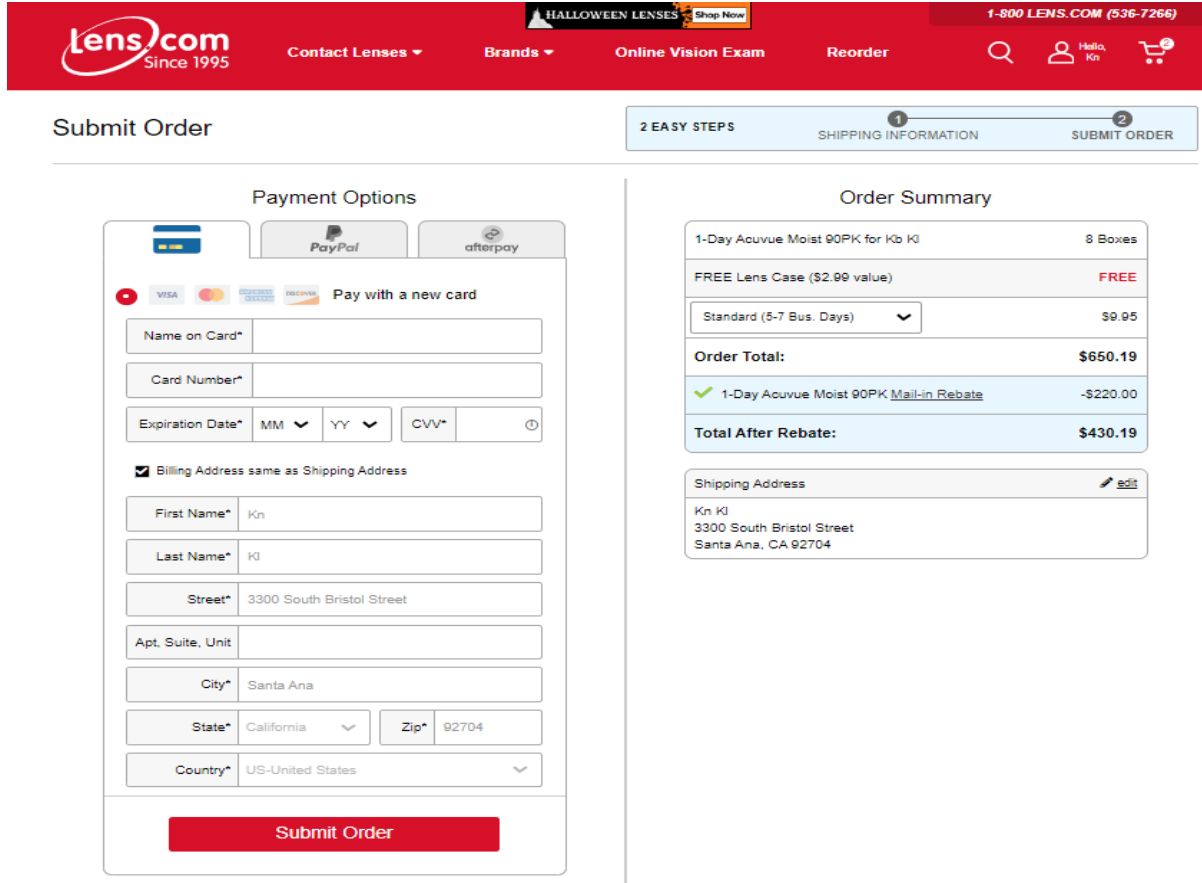 HALLOWEEN LENSES Shop Now
1-800 LENS.COM (536-7266)
Lens.com
Since 1995
Contact Lenses
Brands
Online Vision Exam
Reorder
Hello,
Kn
2
Submit Order
2 EASY STEPS
1
SHIPPING INFORMATION
2
SUBMIT ORDER
Payment Options
PayPal
afterpay
VISA
AMERICAN EXPRESS
DISCOVER
Pay with a new card
Name on Card*
Card Number*
Expiration Date* MM YY CVV*
Billing Address same as Shipping Address
First Name* Kn
Last Name* Kl
Street* 3300 South Bristol Street
Apt, Suite, Unit
City* Santa Ana
State* California Zip* 92704
Country* US-United States
Submit Order
Order Summary
1-Day Acuvue Moist 90PK for Kb Kl 8 Boxes
FREE Lens Case ($2.99 value) FREE
Standard (5-7 Bus. Days) $9.95
Order Total: $650.19
1-Day Acuvue Moist 90PK Mail-in Rebate -$220.00
Total After Rebate: $430.19
Shipping Address edit
Kn Kl
3300 South Bristol Street
Santa Ana, CA 92704